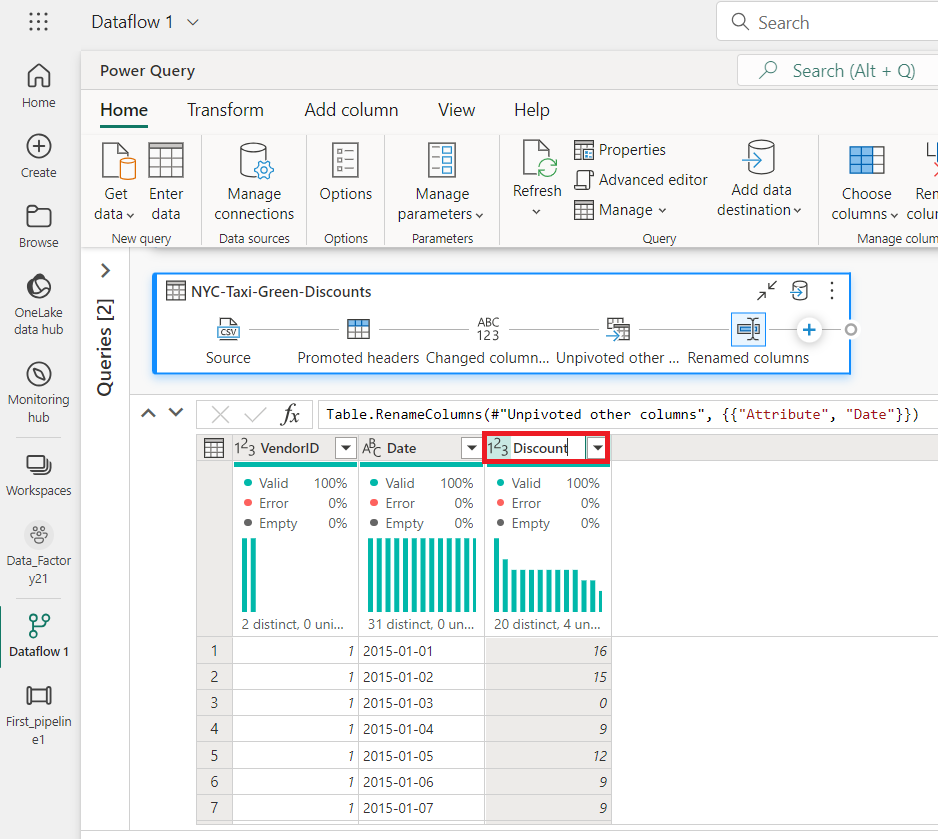 Dataflow 1
Search
Home
Create
Browse
OneLake
data hub
Monitoring
hub
Workspaces
Data_Factory
y21
Dataflow 1
First_pipelin
e1
Power Query
Search (Alt + Q)
Home Transform Add column View Help
Get
data
Enter
data
New query
Manage
connections
Data sources
Options
Options
Manage
parameters
Parameters
Refresh
Properties
Advanced editor
Manage
Add data
destination
Query
Choose
columns
Ren
colum
Manage colum
Queries [2]
NYC-Taxi-Green-Discounts
CSV
ABC
123
Source Promoted headers Changed column... Unpivoted other ... Renamed columns
fx Table.RenameColumns(#"Unpivoted other columns", {{"Attribute", "Date"}})
123 VendorID ABC Date 123 Discount
Valid 100% Valid 100% Valid 100%
Error 0% Error 0% Error 0%
Empty 0% Empty 0% Empty 0%
2 distinct, 0 uni... 31 distinct, 0 un... 20 distinct, 4 un...
1 1 2015-01-01 16
2 1 2015-01-02 15
3 1 2015-01-03 0
4 1 2015-01-04 9
5 1 2015-01-05 12
6 1 2015-01-06 9
7 1 2015-01-07 9